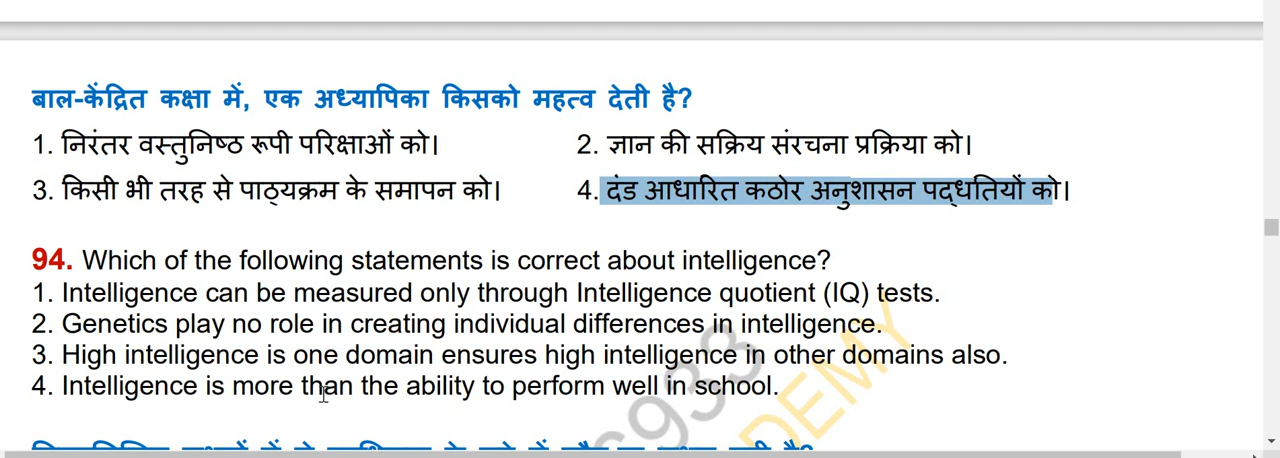 बाल-केंद्रित कक्षा में, एक अध्यापिका किसको महत्व देती है?
1. निरंतर वस्तुनिष्ठ रूपी परिक्षाओं को। 2. ज्ञान की सक्रिय संरचना प्रक्रिया को।
3. किसी भी तरह से पाठ्यक्रम के समापन को। 4. दंड आधारित कठोर अनुशासन पद्धतियों को।
94. Which of the following statements is correct about intelligence?
1. Intelligence can be measured only through Intelligence quotient (IQ) tests.
2. Genetics play no role in creating individual differences in intelligence.
3. High intelligence is one domain ensures high intelligence in other domains also.
4. Intelligence is more than the ability to perform well in school.
6933
DEMY